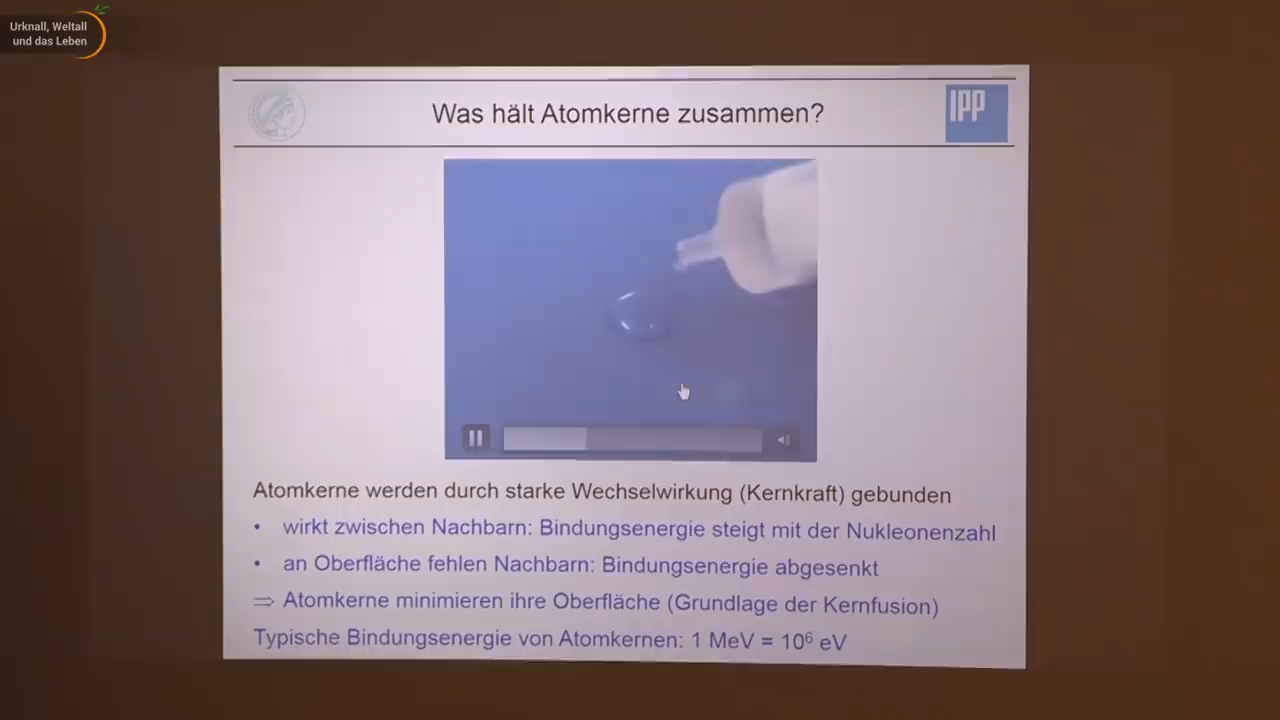 Urknall, Weltall
und das Leben
Was hält Atomkerne zusammen?
IPP
Atomkerne werden durch starke Wechselwirkung (Kernkraft) gebunden
• wirkt zwischen Nachbarn: Bindungsenergie steigt mit der Nukleonenzahl
• an Oberfläche fehlen Nachbarn: Bindungsenergie abgesenkt
⇒ Atomkerne minimieren ihre Oberfläche (Grundlage der Kernfusion)
Typische Bindungsenergie von Atomkernen: 1 MeV = 10⁶ eV